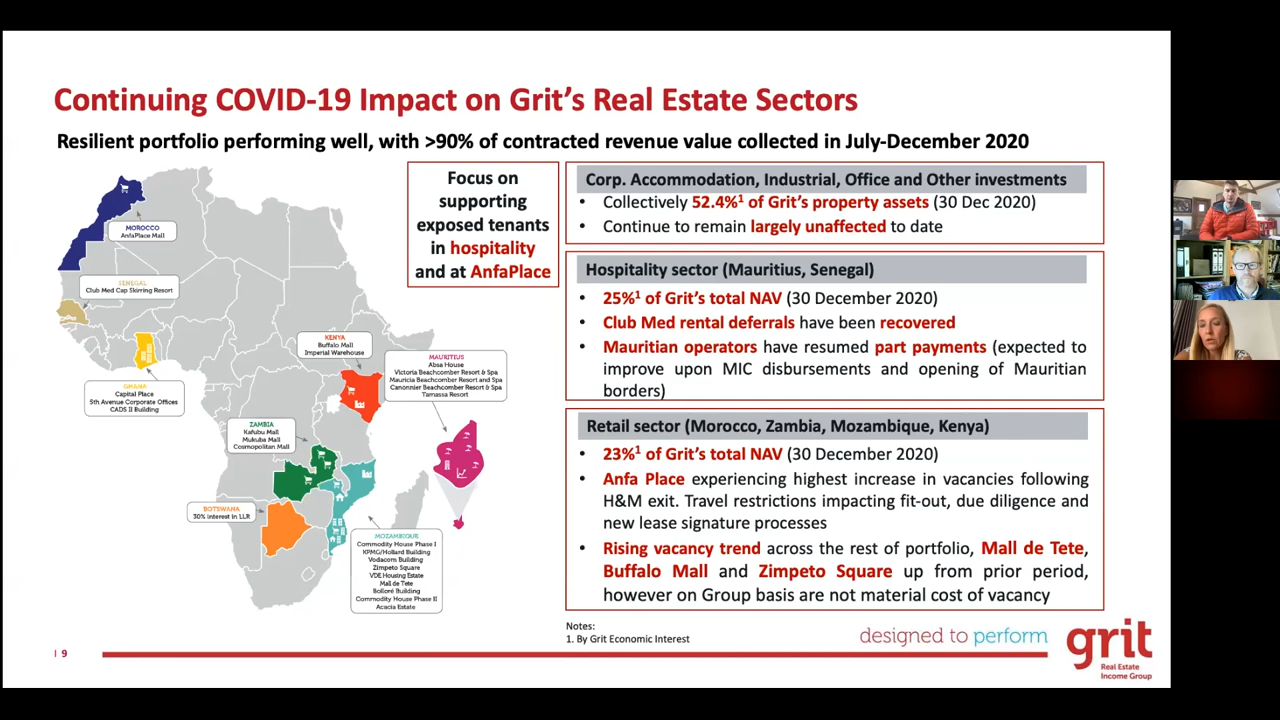 Continuing COVID-19 Impact on Grit's Real Estate Sectors
Resilient portfolio performing well, with >90% of contracted revenue value collected in July-December 2020
MOROCCO
AnfaPlace Mall
SENEGAL
Club Med Cap Skirring Resort
GHANA
Capital Place
5th Avenue Corporate Offices
CADS II Building
KENYA
Buffalo Mall
Imperial Warehouse
MAURITIUS
Absa House
Victoria Beachcomber Resort & Spa
Mauricia Beachcomber Resort and Spa
Canonnier Beachcomber Resort & Spa
Tamassa Resort
ZAMBIA
Kafubu Mall
Mukuba Mall
Cosmopolitan Mall
BOTSWANA
30% Interest in LLR
MOZAMBIQUE
Commodity House Phase I
KPMG/Hollard Building
Vodacom Building
Zimpeto Square
VDE Housing Estate
Mall de Tete
Bolloré Building
Commodity House Phase II
Acacia Estate
Focus on
supporting
exposed tenants
in hospitality
and at AnfaPlace
Corp. Accommodation, Industrial, Office and Other investments
• Collectively 52.4%1 of Grit's property assets (30 Dec 2020)
• Continue to remain largely unaffected to date
Hospitality sector (Mauritius, Senegal)
• 25%1 of Grit's total NAV (30 December 2020)
• Club Med rental deferrals have been recovered
• Mauritian operators have resumed part payments (expected to
improve upon MIC disbursements and opening of Mauritian
borders)
Retail sector (Morocco, Zambia, Mozambique, Kenya)
• 23%1 of Grit's total NAV (30 December 2020)
• Anfa Place experiencing highest increase in vacancies following
H&M exit. Travel restrictions impacting fit-out, due diligence and
new lease signature processes
• Rising vacancy trend across the rest of portfolio, Mall de Tete,
Buffalo Mall and Zimpeto Square up from prior period,
however on Group basis are not material cost of vacancy
Notes:
1. By Grit Economic Interest
designed to perform
grit
Real Estate
Income Group
| 9